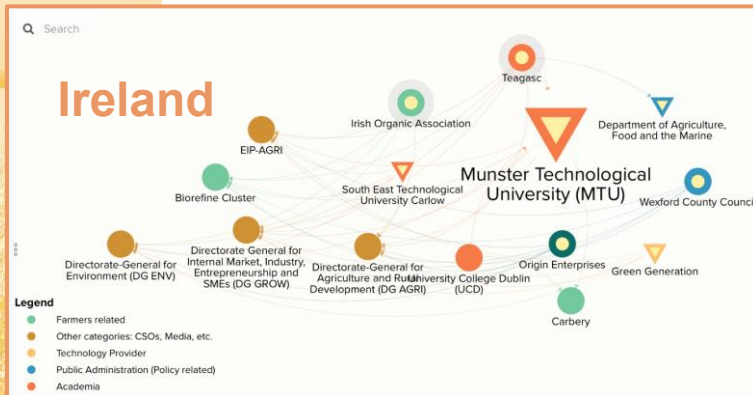 Search
Ireland
Teagasc
Irish Organic Association
Department of Agriculture,
Food and the Marine
EIP-AGRI
Munster Technological
University (MTU)
South East Technological
University Carlow
Biorefine Cluster
Wexford County Council
Directorate-General for
Environment (DG ENV)
Directorate General for
Internal Market, Industry,
Entrepreneurship and
SMEs (DG GROW)
Directorate-General for
Agriculture and Rural
Development (DG AGRI)
University College Dublin
(UCD)
Origin Enterprises
Green Generation
Carbery
Legend
Farmers related
Other categories: CSOs, Media, etc.
Technology Provider
Public Administration (Policy related)
Academia